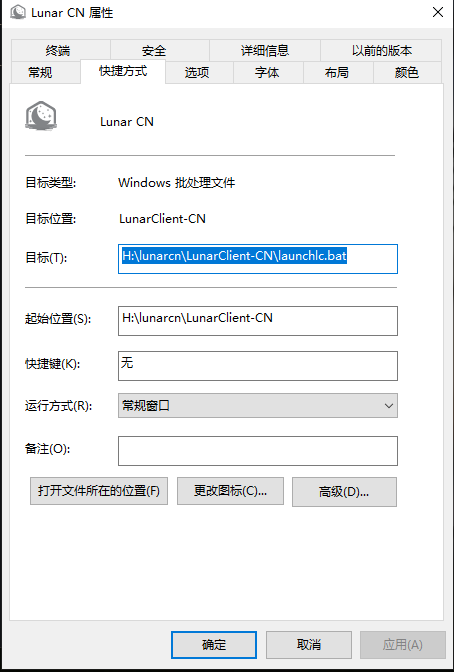 Lunar CN 属性
终端 安全 详细信息 以前的版本
常规 快捷方式 选项 字体 布局 颜色
Lunar CN
目标类型: Windows 批处理文件
目标位置: LunarClient-CN
目标(T): H:\lunarcn\LunarClient-CN\launchlc.bat
起始位置(S): H:\lunarcn\LunarClient-CN
快捷键(K): 无
运行方式(R): 常规窗口
备注(O):
打开文件所在的位置(F) 更改图标(C)... 高级(D)...
确定 取消 应用(A)